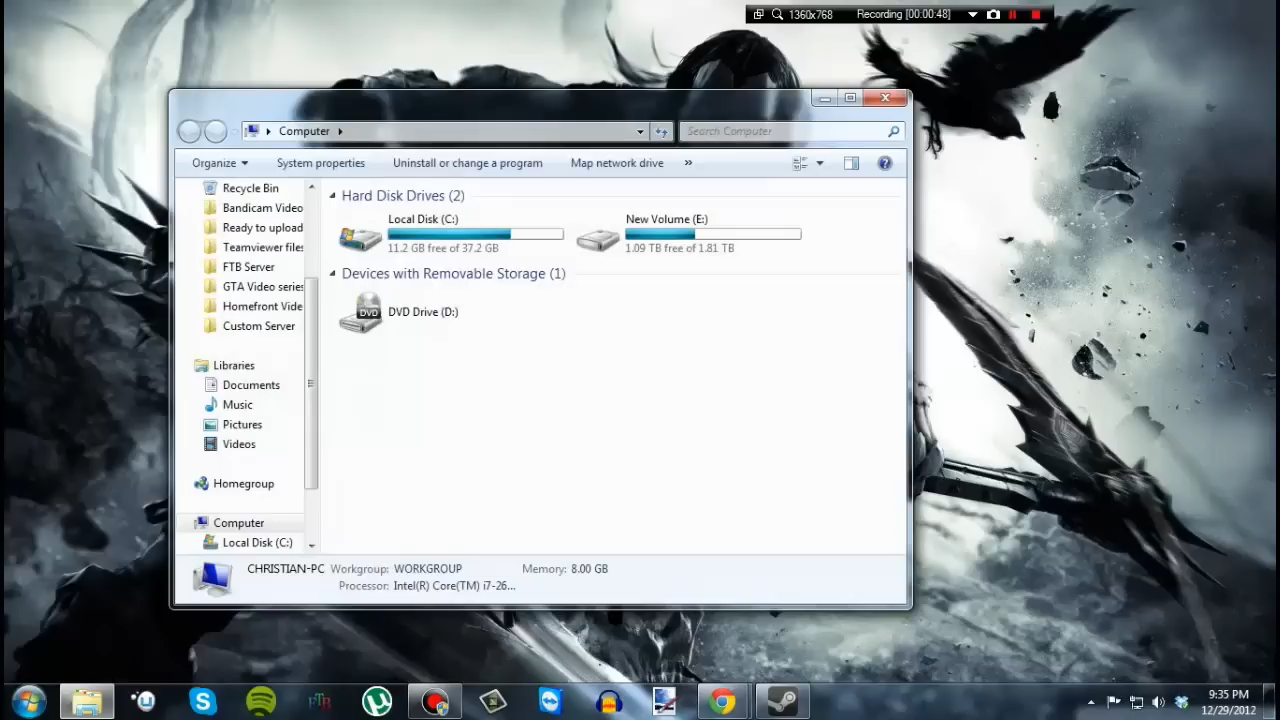 1360x768 Recording [00:00:48]
Computer
Search Computer
Organize System properties Uninstall or change a program Map network drive »
Recycle Bin
Bandicam Video
Ready to upload
Teamviewer files
FTB Server
GTA Video series
Homefront Vide
Custom Server
Libraries
Documents
Music
Pictures
Videos
Homegroup
Computer
Local Disk (C:)
Hard Disk Drives (2)
Local Disk (C:)
11.2 GB free of 37.2 GB
New Volume (E:)
1.09 TB free of 1.81 TB
Devices with Removable Storage (1)
DVD
DVD Drive (D:)
CHRISTIAN-PC Workgroup: WORKGROUP Memory: 8.00 GB
Processor: Intel(R) Core(TM) i7-26...
9:35 PM
12/29/2012